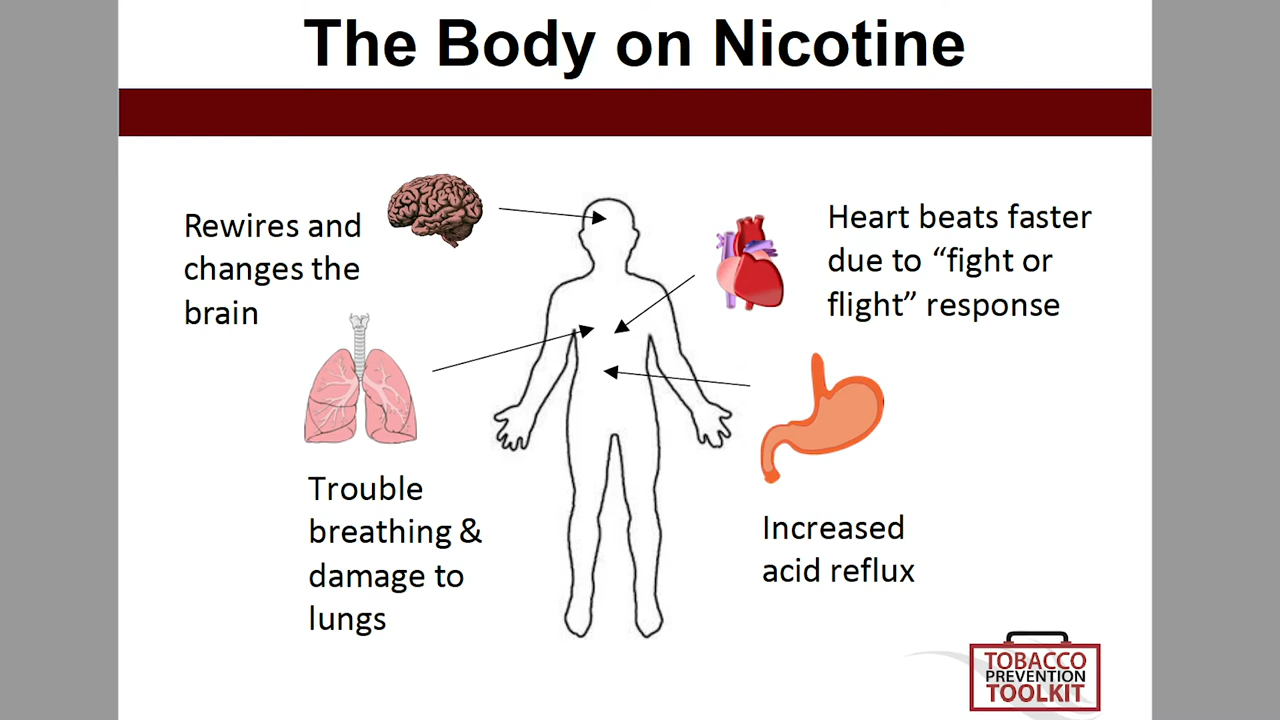 The Body on Nicotine
Rewires and
changes the
brain
Heart beats faster
due to “fight or
flight” response
Trouble
breathing &
damage to
lungs
Increased
acid reflux
TOBACCO
PREVENTION
TOOLKIT